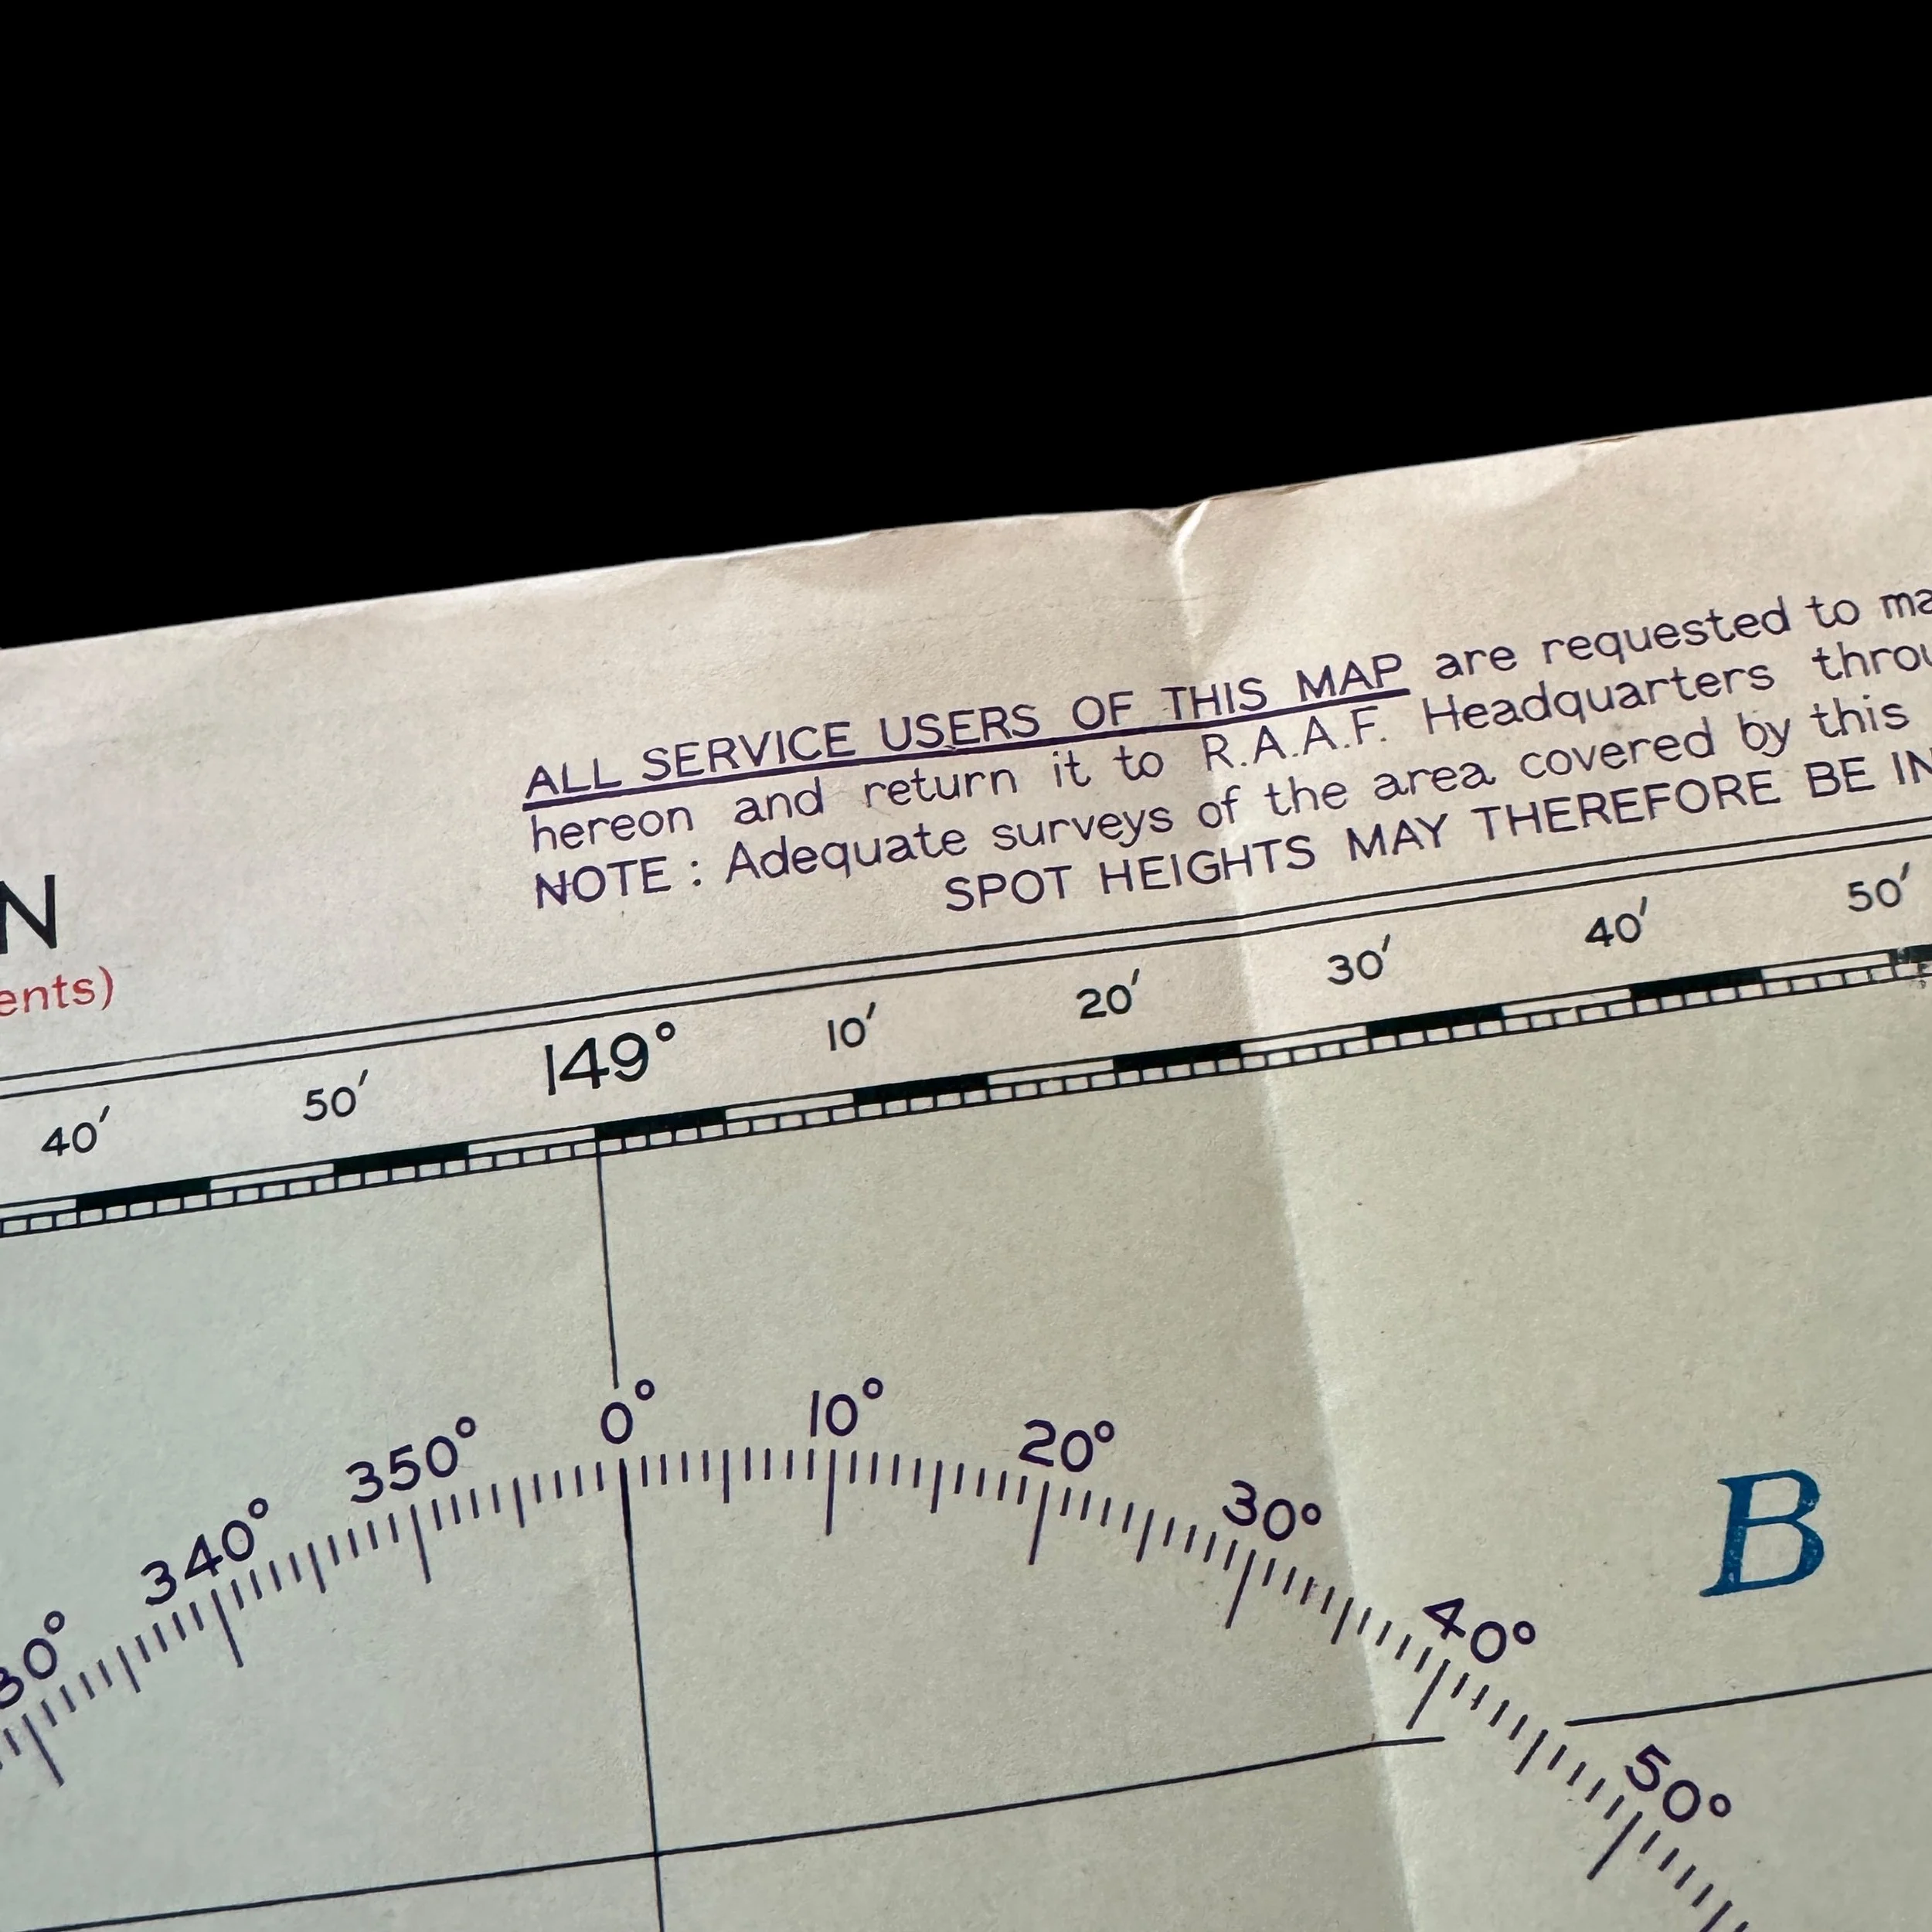 ALL SERVICE USERS OF THIS MAP are requested to
hereon and return it to R.A.A.F. Headquarters
NOTE : Adequate surveys of the area covered by this
SPOT HEIGHTS MAY THEREFORE BE
N
40′ 50′ 149° 10′ 20′ 30′ 40′ 50′
340° 350° 0° 10° 20° 30° 40° 50°
B